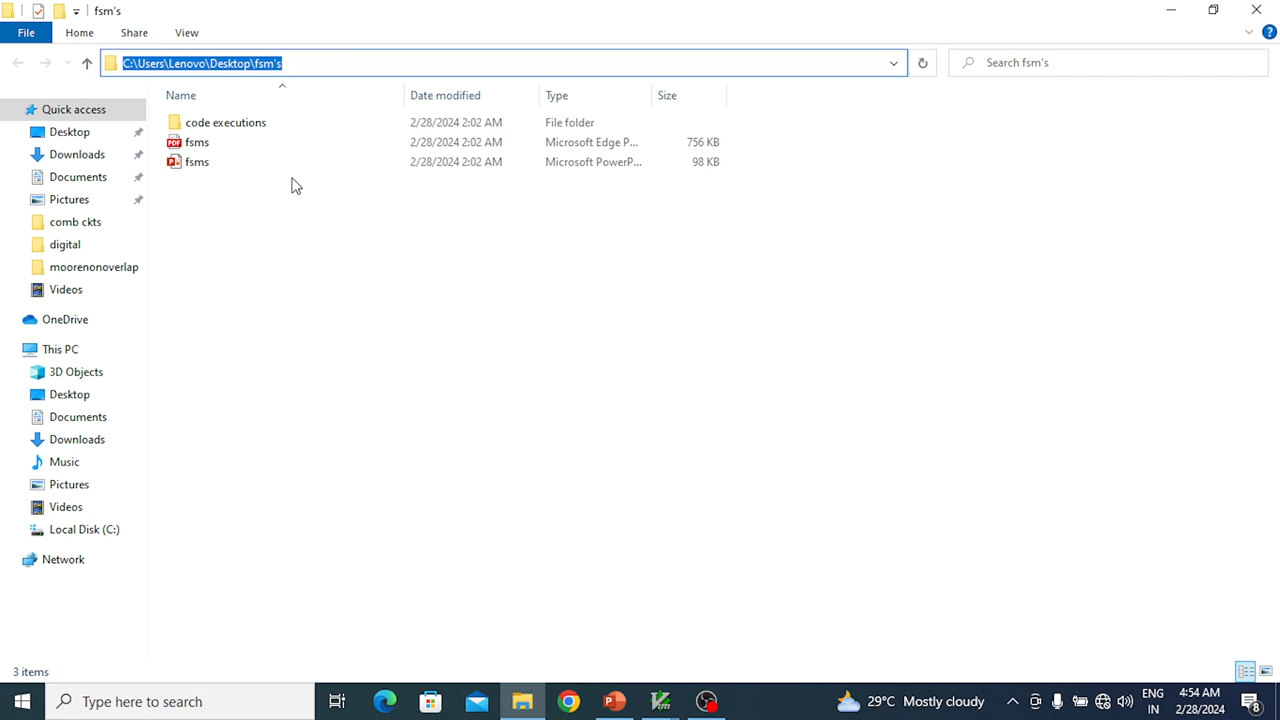 fsm's
File Home Share View
C:\Users\Lenovo\Desktop\fsm's Search fsm's
Name Date modified Type Size
Quick access
code executions 2/28/2024 2:02 AM File folder
Desktop
fsms 2/28/2024 2:02 AM Microsoft Edge P... 756 KB
Downloads
fsms 2/28/2024 2:02 AM Microsoft PowerP... 98 KB
Documents
Pictures
comb ckts
digital
moorenonoverlap
Videos
OneDrive
This PC
3D Objects
Desktop
Documents
Downloads
Music
Pictures
Videos
Local Disk (C:)
Network
3 items
Type here to search 29°C Mostly cloudy
ENG
IN
4:54 AM
2/28/2024
8